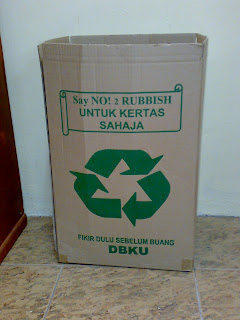 Say NO! 2 RUBBISH
UNTUK KERTAS
SAHAJA
FIKIR DULU SEBELUM BUANG
DBKU